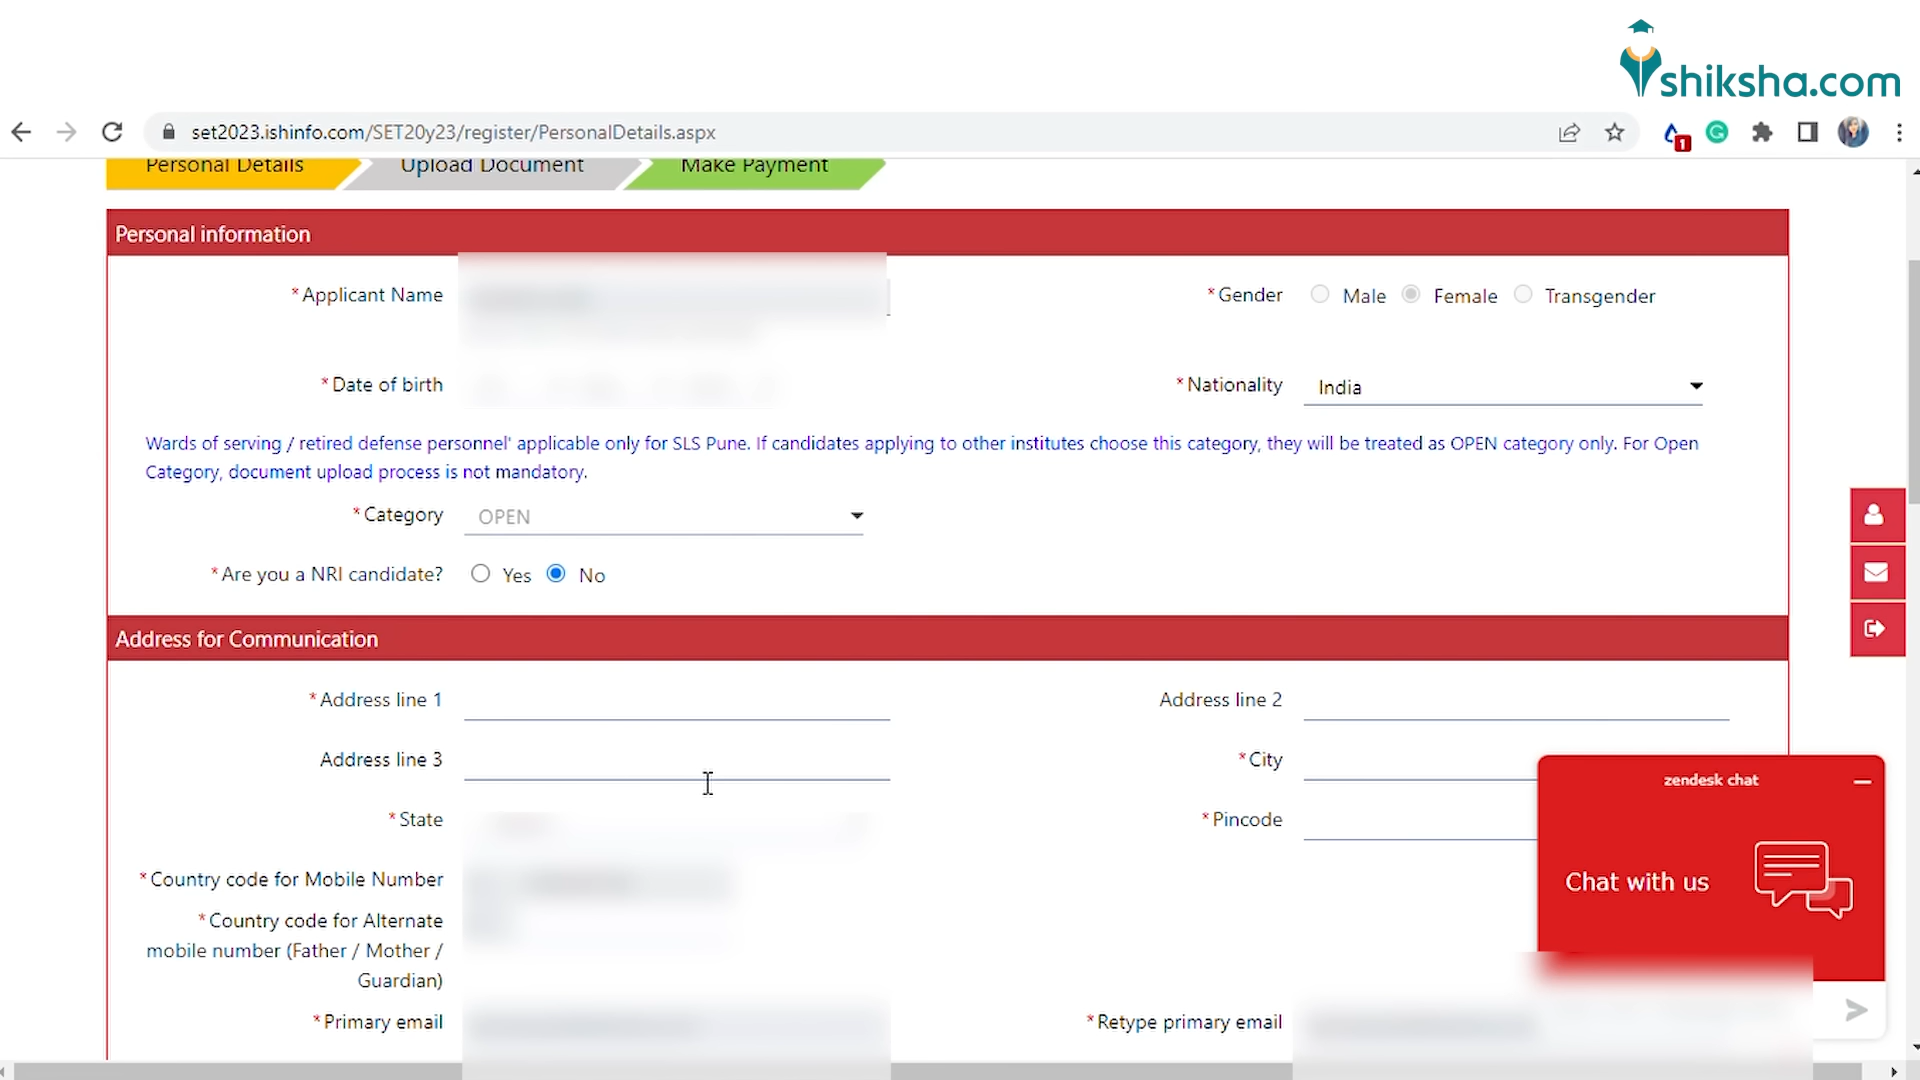 shiksha.com
set2023.ishinfo.com/SET20y23/register/PersonalDetails.aspx
1
Personal Details
Upload Document
Make Payment
Personal information
*Applicant Name
*Gender
Male
Female
Transgender
*Date of birth
*Nationality
India
Wards of serving / retired defense personnel' applicable only for SLS Pune. If candidates applying to other institutes choose this category, they will be treated as OPEN category only. For Open
Category, document upload process is not mandatory.
*Category
OPEN
*Are you a NRI candidate?
Yes
No
Address for Communication
*Address line 1
Address line 2
Address line 3
*City
*State
*Pincode
*Country code for Mobile Number
*Country code for Alternate
mobile number (Father / Mother /
Guardian)
*Primary email
*Retype primary email
zendesk chat
Chat with us